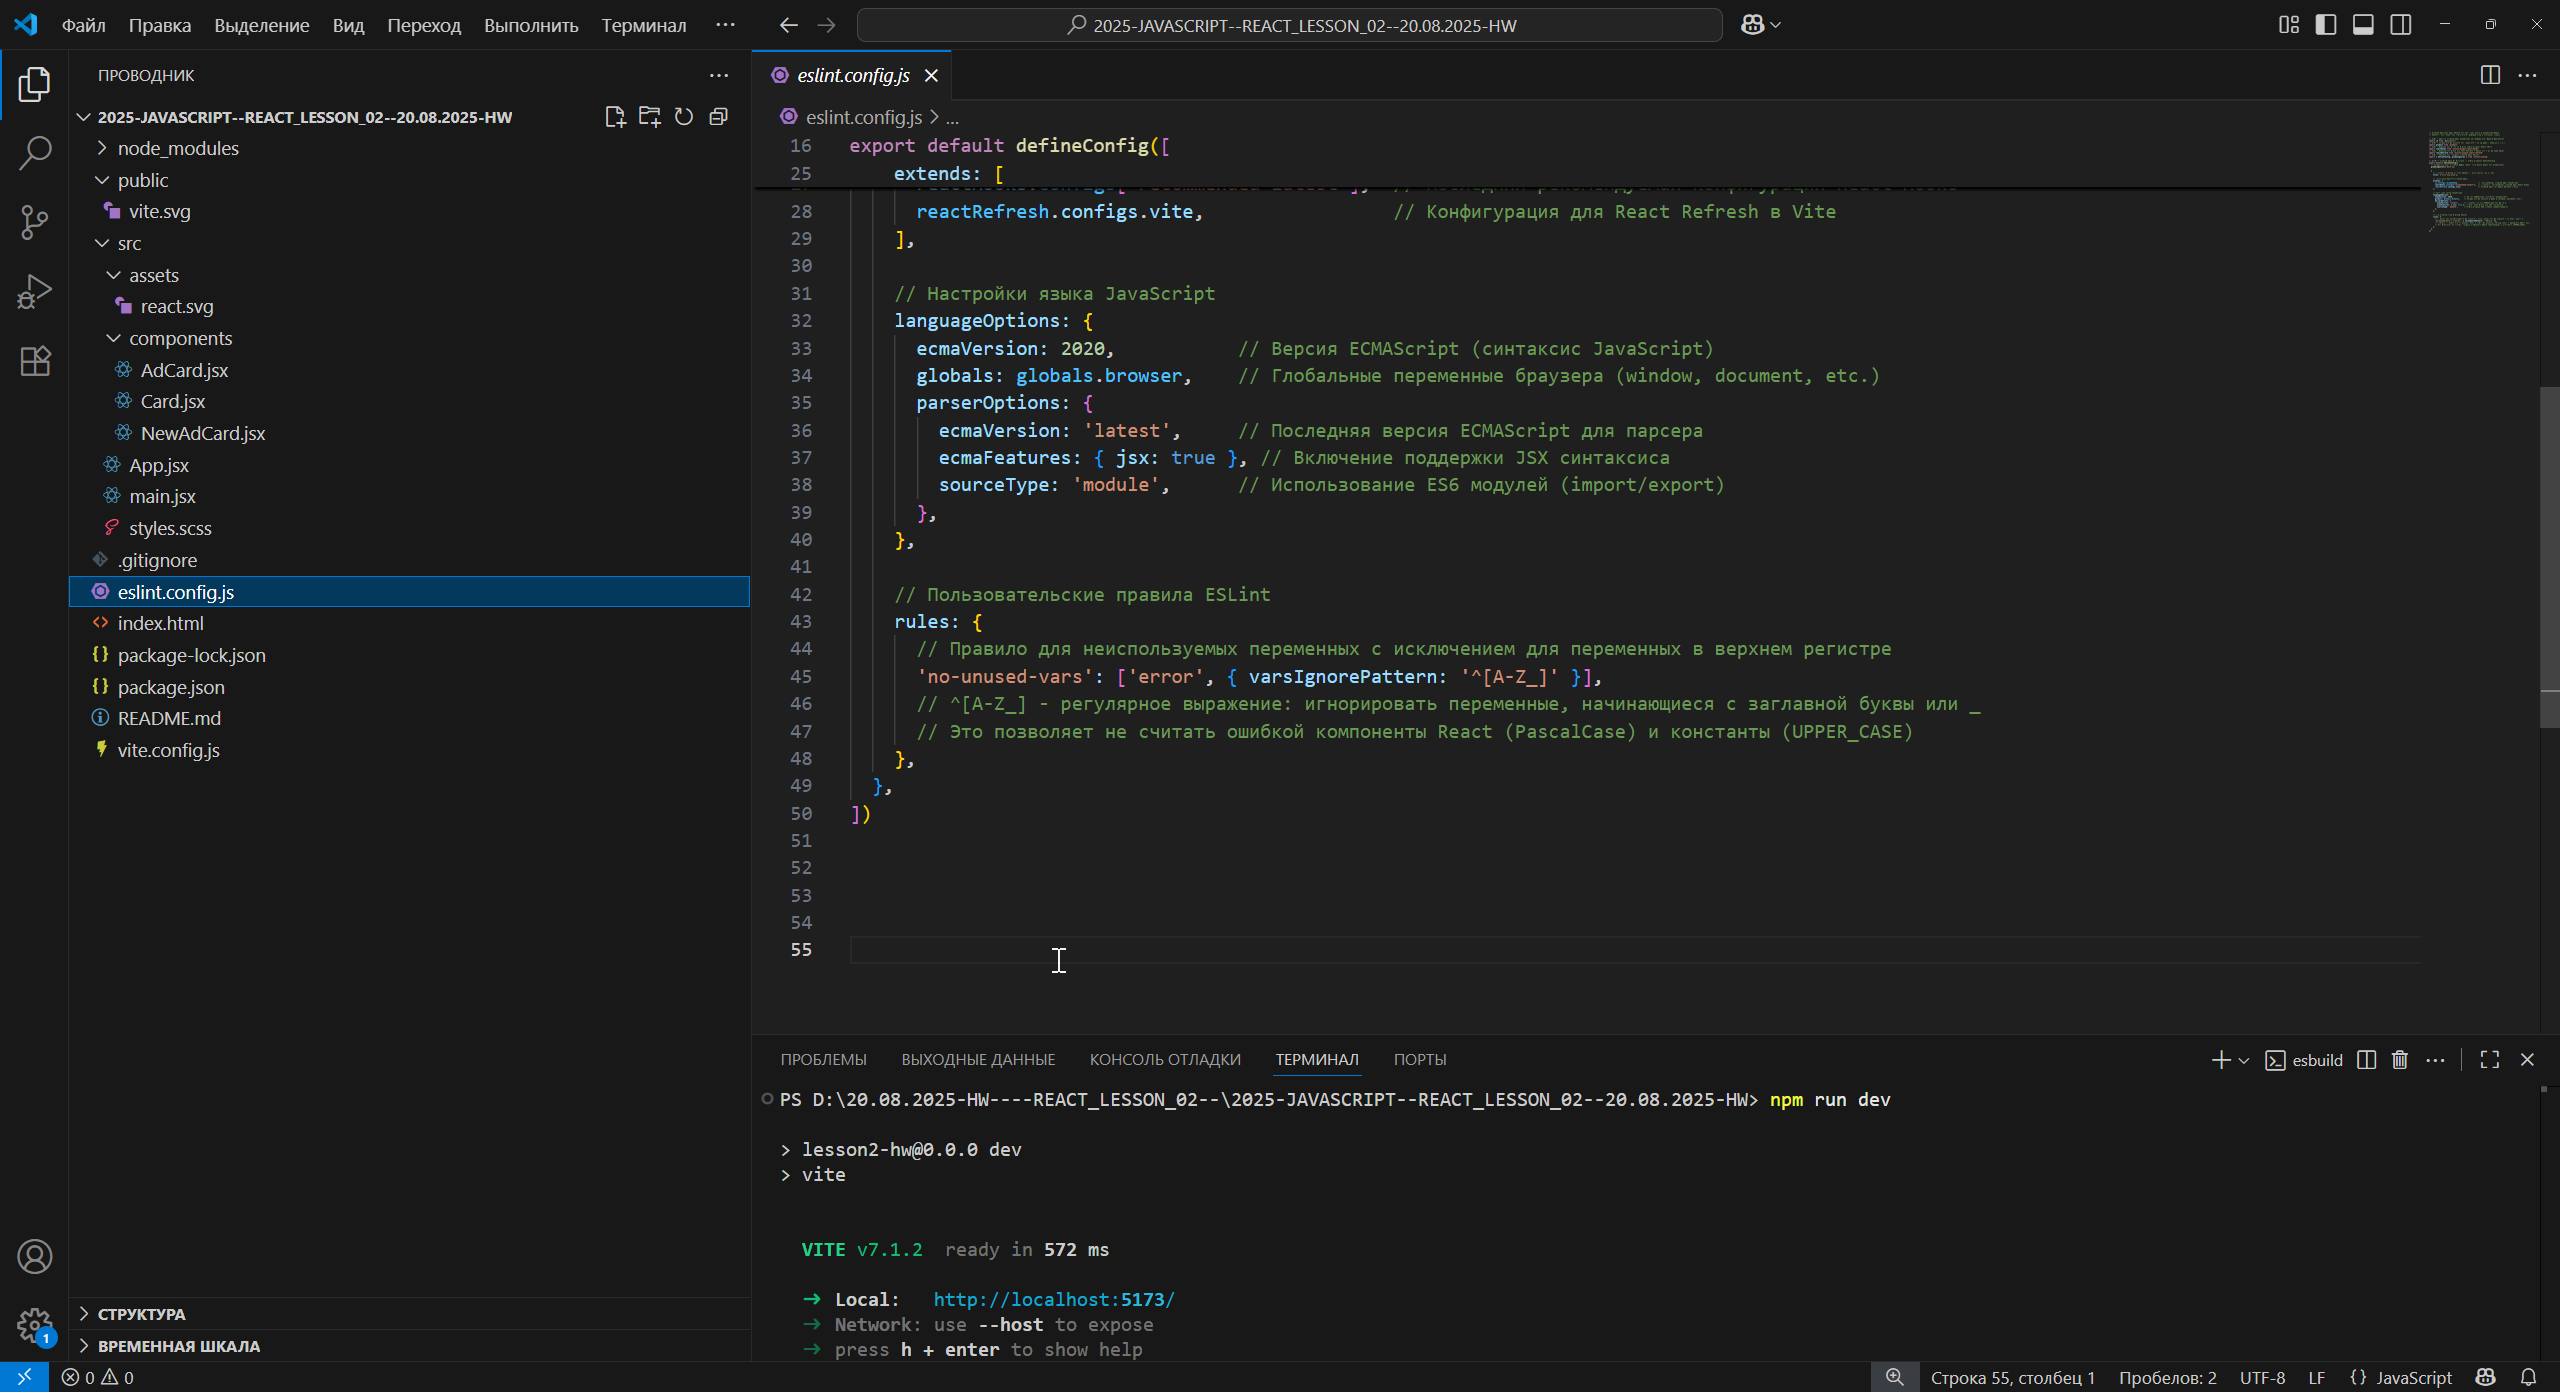 Файл Правка Выделение Вид Переход Выполнить Терминал ···
2025-JAVASCRIPT--REACT_LESSON_02--20.08.2025-HW
ПРОВОДНИК
2025-JAVASCRIPT--REACT_LESSON_02--20.08.2025-HW
node_modules
public
vite.svg
src
assets
react.svg
components
AdCard.jsx
Card.jsx
NewAdCard.jsx
App.jsx
main.jsx
styles.scss
.gitignore
eslint.config.js
index.html
package-lock.json
package.json
README.md
vite.config.js
СТРУКТУРА
ВРЕМЕННАЯ ШКАЛА
1
eslint.config.js
eslint.config.js > ...
16 export default defineConfig([
25 extends: [
28 reactRefresh.configs.vite, // Конфигурация для React Refresh в Vite
29 ],
30
31 // Настройки языка JavaScript
32 languageOptions: {
33 ecmaVersion: 2020, // Версия ECMAScript (синтаксис JavaScript)
34 globals: globals.browser, // Глобальные переменные браузера (window, document, etc.)
35 parserOptions: {
36 ecmaVersion: 'latest', // Последняя версия ECMAScript для парсера
37 ecmaFeatures: { jsx: true }, // Включение поддержки JSX синтаксиса
38 sourceType: 'module', // Использование ES6 модулей (import/export)
39 },
40 },
41
42 // Пользовательские правила ESLint
43 rules: {
44 // Правило для неиспользуемых переменных с исключением для переменных в верхнем регистре
45 'no-unused-vars': ['error', { varsIgnorePattern: '^[A-Z_]' }],
46 // ^[A-Z_] - регулярное выражение: игнорировать переменные, начинающиеся с заглавной буквы или _
47 // Это позволяет не считать ошибкой компоненты React (PascalCase) и константы (UPPER_CASE)
48 },
49 },
50 ])
51
52
53
54
55
ПРОБЛЕМЫ ВЫХОДНЫЕ ДАННЫЕ КОНСОЛЬ ОТЛАДКИ ТЕРМИНАЛ ПОРТЫ
esbuild
PS D:\20.08.2025-HW----REACT_LESSON_02--\2025-JAVASCRIPT--REACT_LESSON_02--20.08.2025-HW> npm run dev
> lesson2-hw@0.0.0 dev
> vite
VITE v7.1.2 ready in 572 ms
→ Local: http://localhost:5173/
→ Network: use --host to expose
→ press h + enter to show help
0 0
Строка 55, столбец 1 Пробелов: 2 UTF-8 LF {} JavaScript